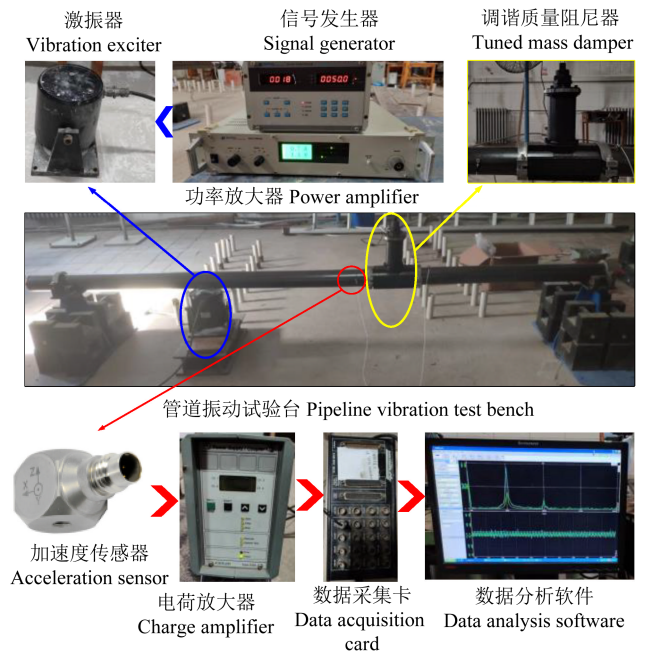 激振器
Vibration exciter
信号发生器
Signal generator
调谐质量阻尼器
Tuned mass damper
0018 0050.0
功率放大器 Power amplifier
管道振动试验台 Pipeline vibration test bench
Z
X
加速度传感器
Acceleration sensor
电荷放大器
Charge amplifier
数据采集卡
Data acquisition
card
数据分析软件
Data analysis software